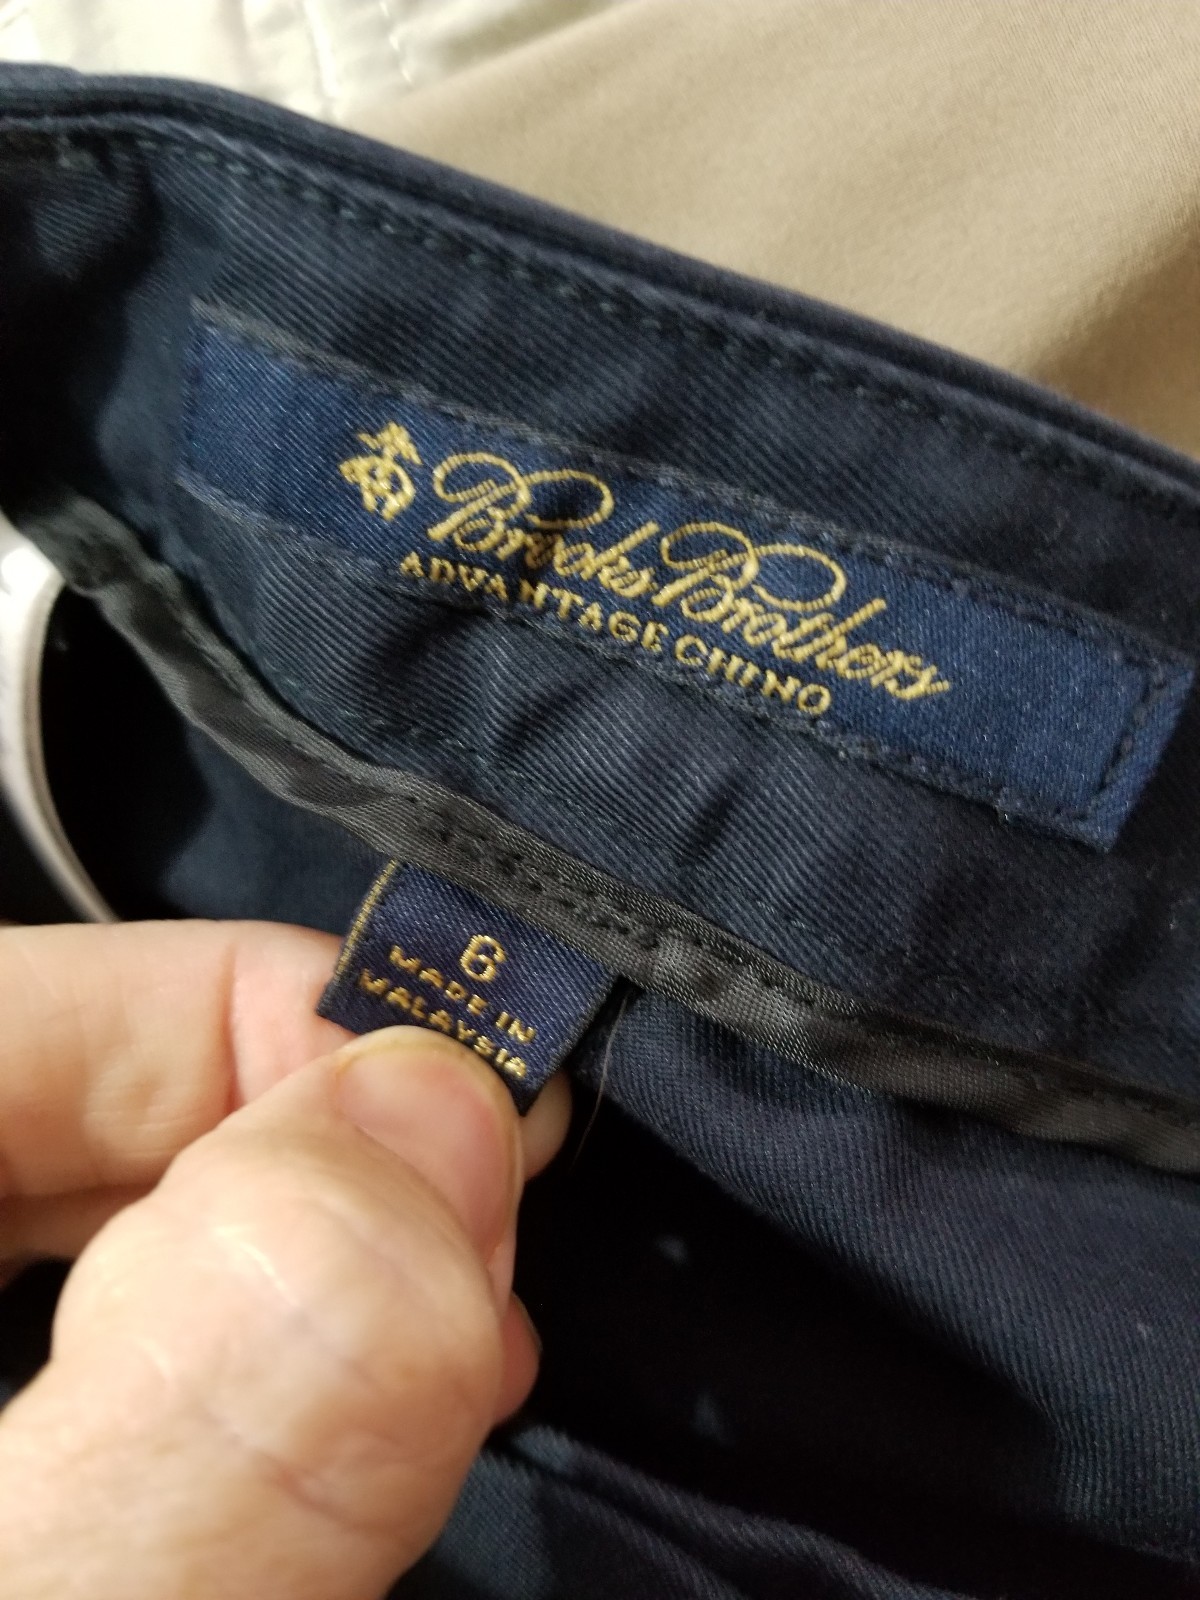 Brooks Brothers
ADVANTAGE CHINO
6
MADE IN
MALAYSIA